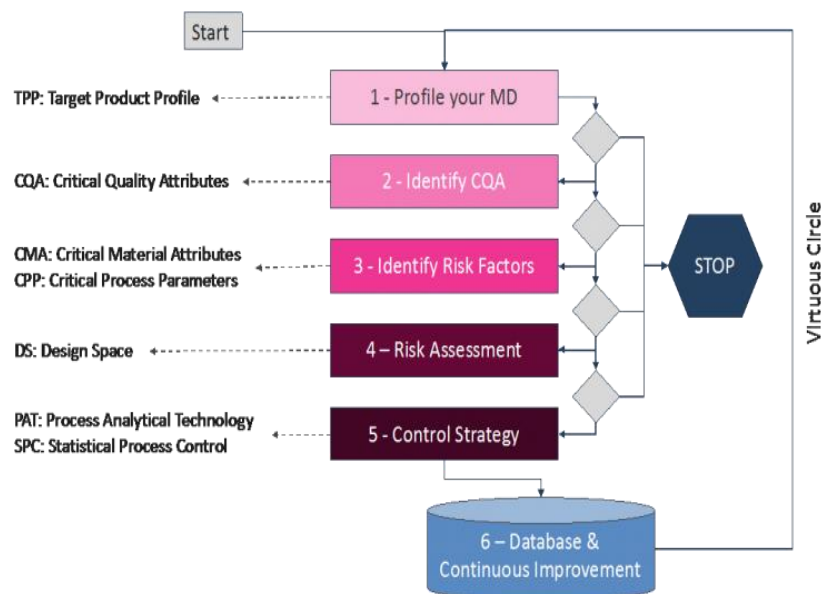 Start
TPP: Target Product Profile
1 - Profile your MD
CQA: Critical Quality Attributes
2 - Identify CQA
CMA: Critical Material Attributes
CPP: Critical Process Parameters
3 - Identify Risk Factors
STOP
DS: Design Space
4 – Risk Assessment
PAT: Process Analytical Technology
SPC: Statistical Process Control
5 - Control Strategy
6 – Database &
Continuous Improvement
Virtuous Circle